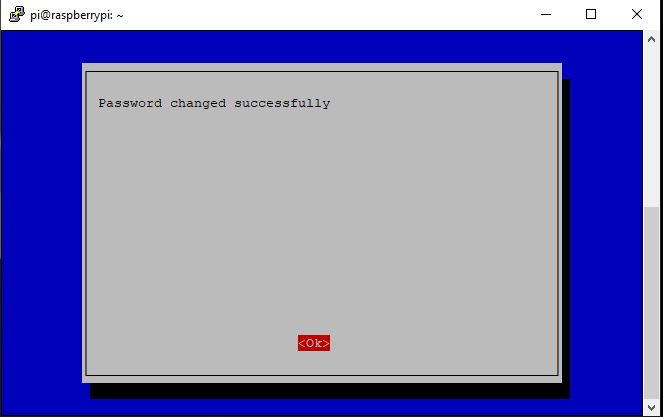 pi@raspberrypi: ~
Password changed successfully
<Ok>